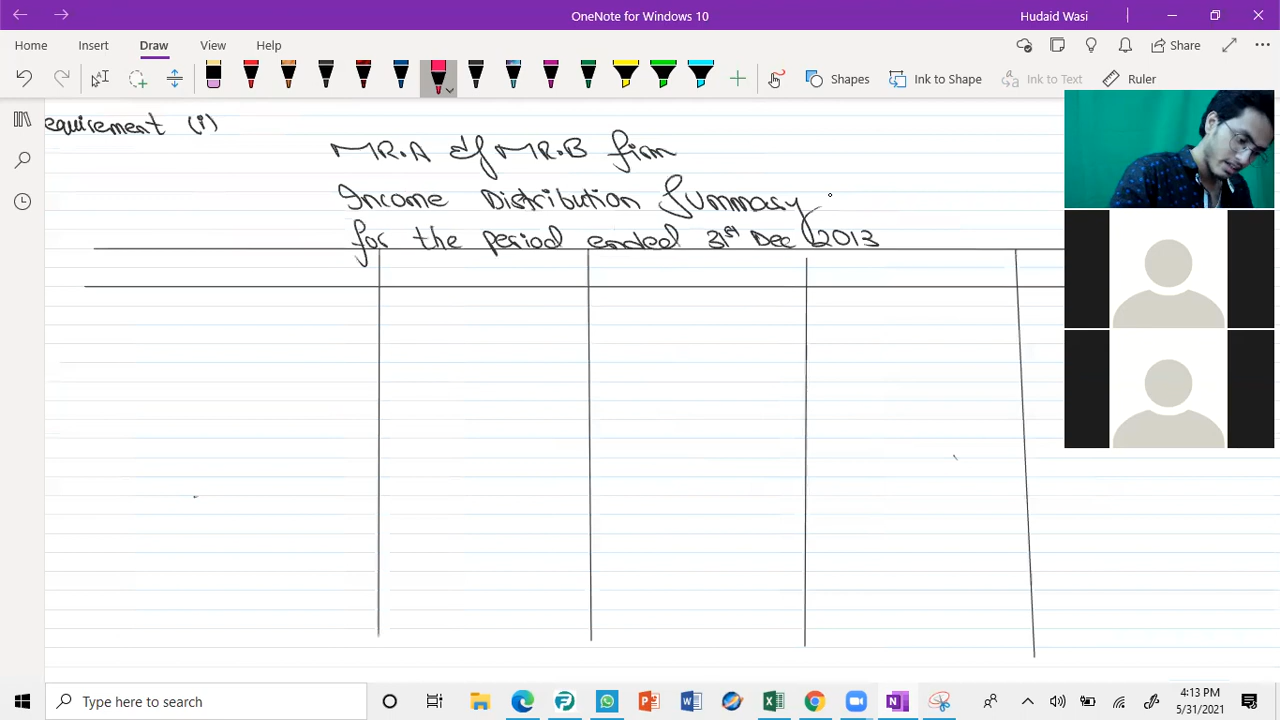 OneNote for Windows 10
Hudaid Wasi
Home Insert Draw View Help
Share
Shapes
Ink to Shape
Ink to Text
Ruler
equirement (i)
MR.A & MR.B firm
Income Distribution Summary
for the period ended 31st Dec 2013
Type here to search
4:13 PM
5/31/2021